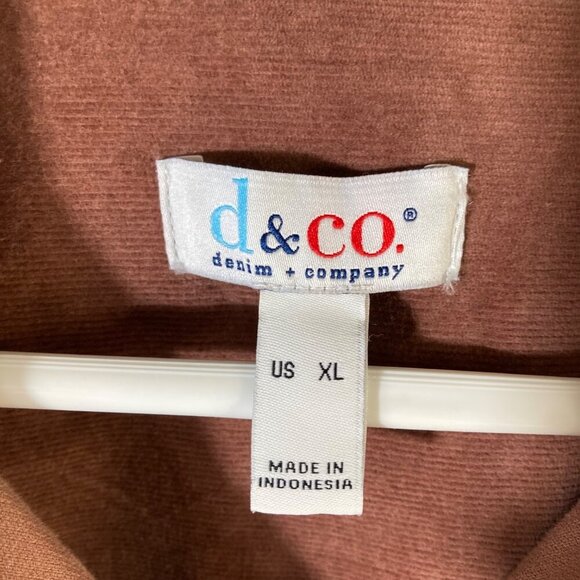 d&co.®
denim + company
US XL
MADE IN
INDONESIA